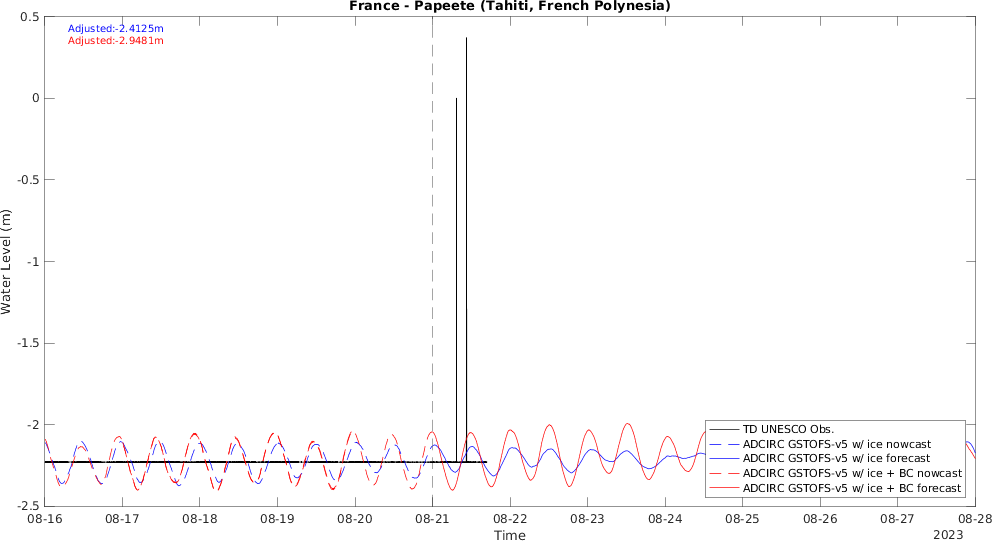 France - Papeete (Tahiti, French Polynesia)
Adjusted:-2.4125m
Adjusted:-2.9481m
Water Level (m)
0.5
0
-0.5
-1
-1.5
-2
-2.5
TD UNESCO Obs.
ADCIRC GSTOFS-v5 w/ ice nowcast
ADCIRC GSTOFS-v5 w/ ice forecast
ADCIRC GSTOFS-v5 w/ ice + BC nowcast
ADCIRC GSTOFS-v5 w/ ice + BC forecast
08-16 08-17 08-18 08-19 08-20 08-21 08-22 08-23 08-24 08-25 08-26 08-27 08-28
Time
2023